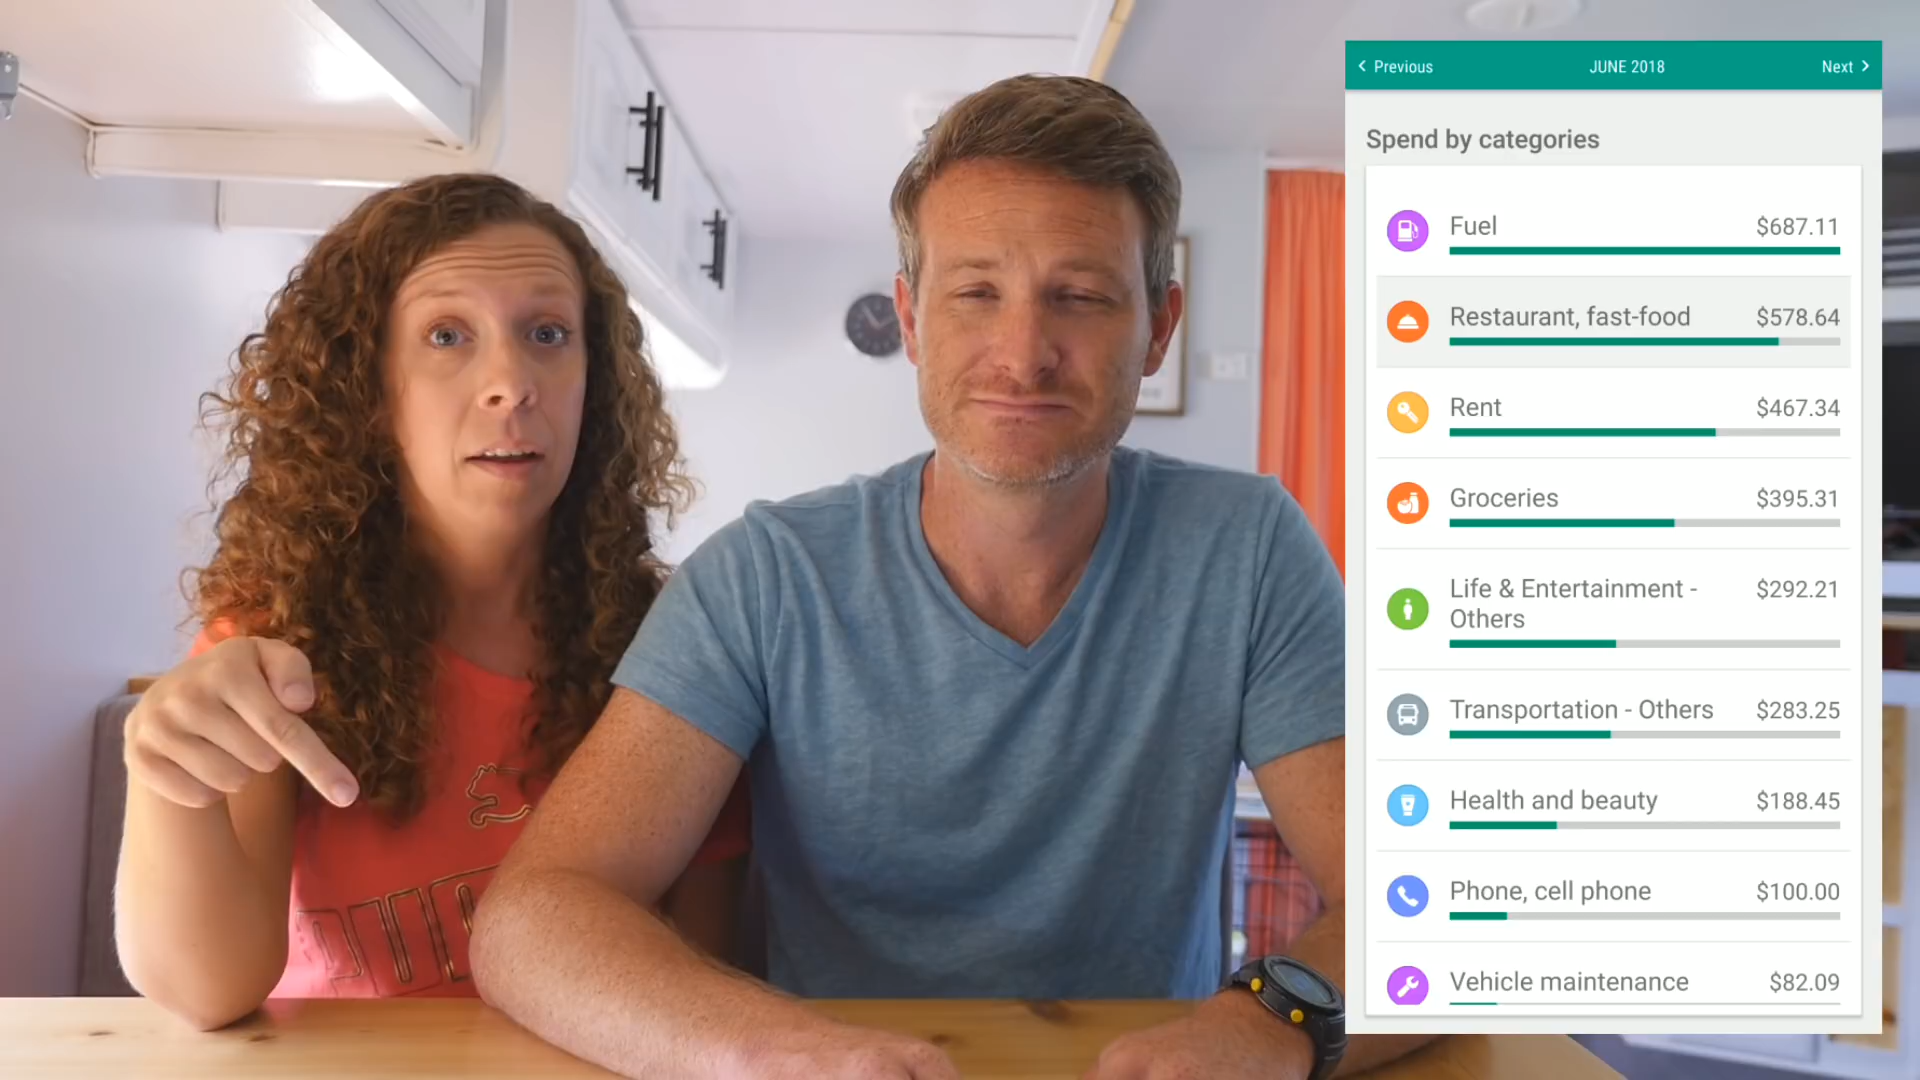 Previous
JUNE 2018
Next
Spend by categories
Fuel $687.11
Restaurant, fast-food $578.64
Rent $467.34
Groceries $395.31
Life & Entertainment - $292.21
Others
Transportation - Others $283.25
Health and beauty $188.45
Phone, cell phone $100.00
Vehicle maintenance $82.09